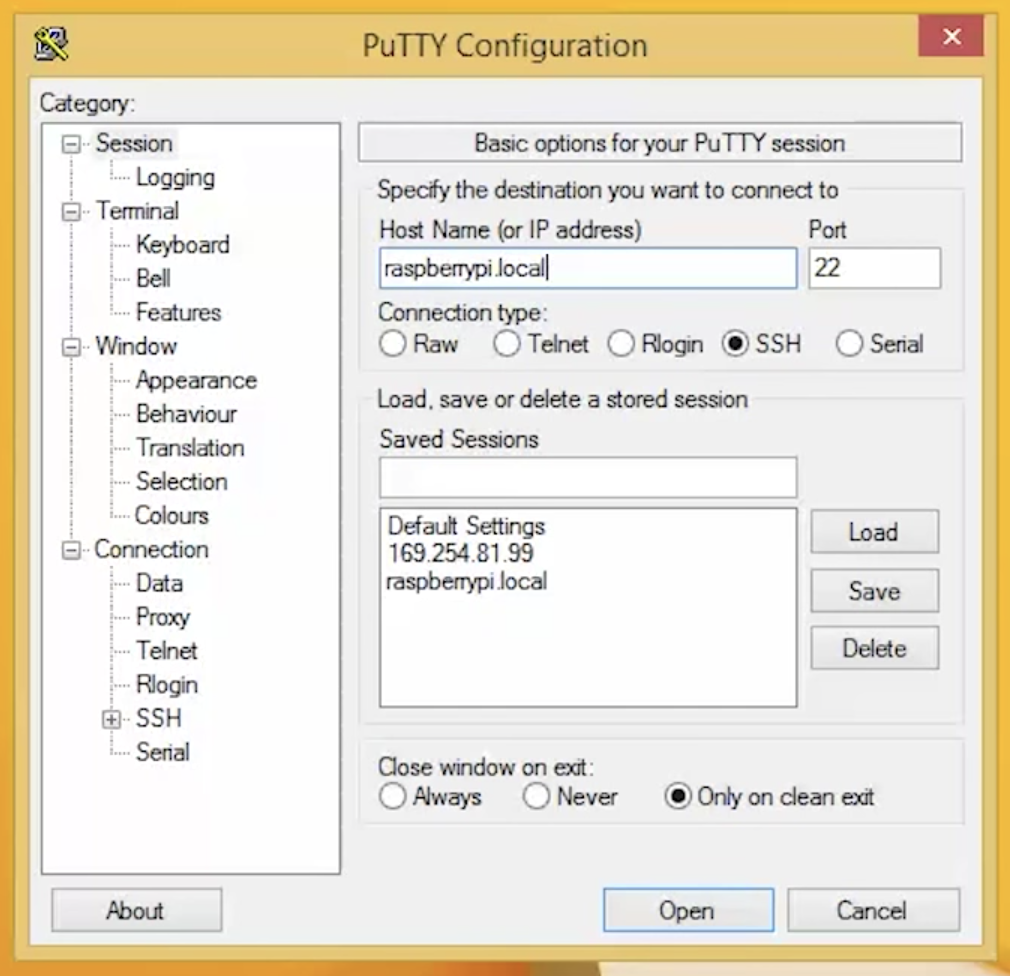 PuTTY Configuration
Category:
Session
Logging
Terminal
Keyboard
Bell
Features
Window
Appearance
Behaviour
Translation
Selection
Colours
Connection
Data
Proxy
Telnet
Rlogin
SSH
Serial
Basic options for your PuTTY session
Specify the destination you want to connect to
Host Name (or IP address) Port
raspberrypi.local 22
Connection type:
Raw Telnet Rlogin SSH Serial
Load, save or delete a stored session
Saved Sessions
Default Settings
169.254.81.99
raspberrypi.local
Load
Save
Delete
Close window on exit:
Always Never Only on clean exit
About Open Cancel